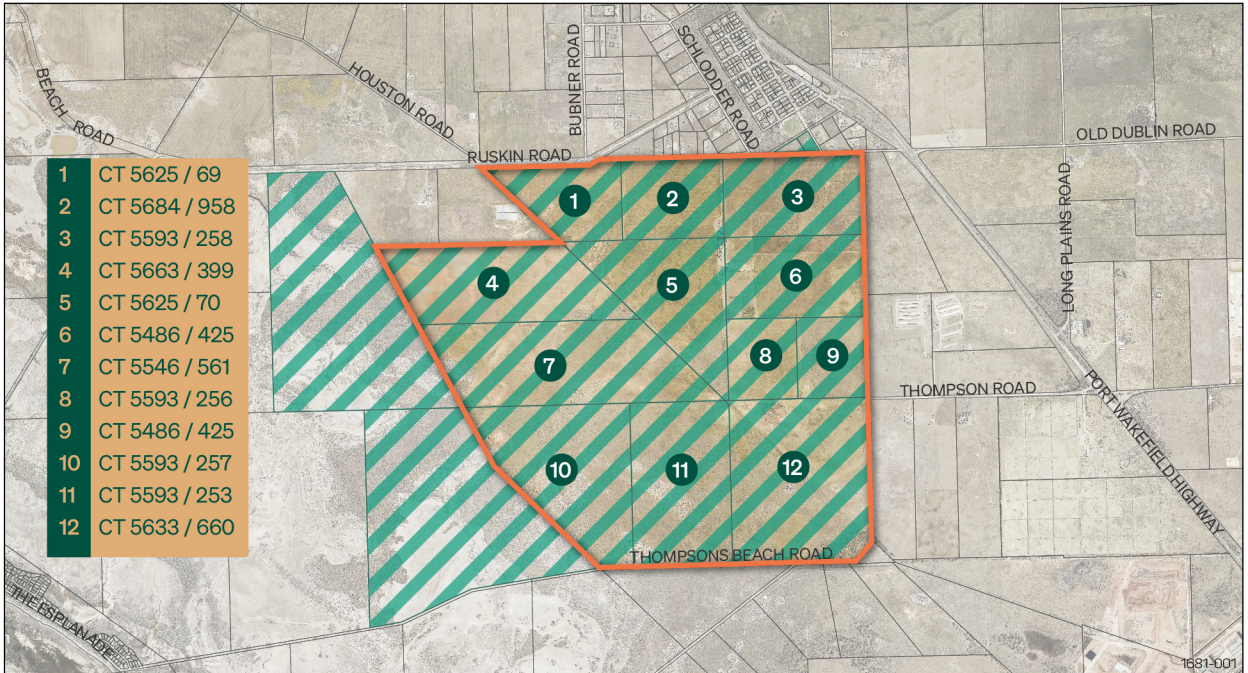 SCHLODDER ROAD
BUBNER ROAD
HOUSTON ROAD
BEACH ROAD
RUSKIN ROAD
OLD DUBLIN ROAD
LONG PLAINS ROAD
1 CT 5625 / 69
2 CT 5684 / 958
3 CT 5593 / 258
4 CT 5663 / 399
5 CT 5625 / 70
6 CT 5486 / 425
7 CT 5546 / 561
8 CT 5593 / 256
9 CT 5486 / 425
10 CT 5593 / 257
11 CT 5593 / 253
12 CT 5633 / 660
1
2
3
4
5
6
7
8
9
10
11
12
THOMPSON ROAD
PORT WAKEFIELD HIGHWAY
THOMPSONS BEACH ROAD
THE ESPLANADE
1681-001